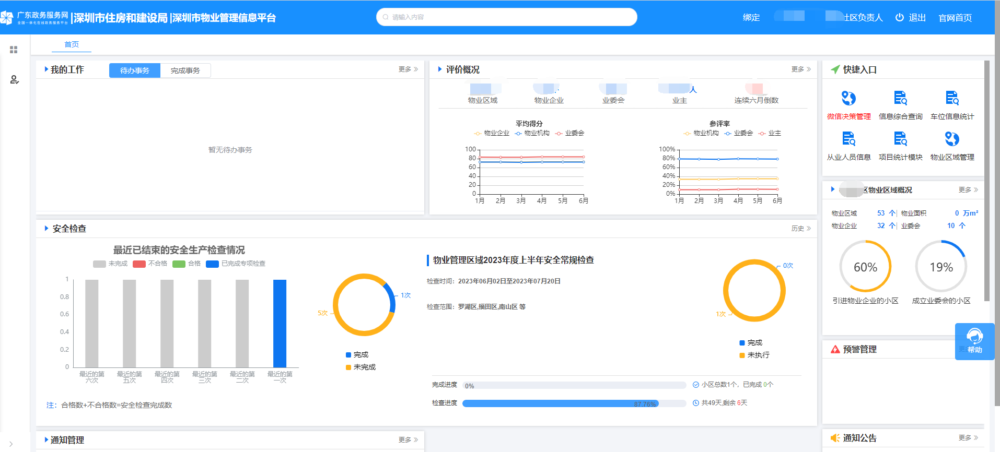 广东政务服务网
全国一体化在线政务服务平台
|深圳市住房和建设局|深圳市物业管理信息平台
请输入内容
绑定
社区负责人
退出
官网首页
首页
我的工作
待办事务
完成事务
更多
暂无待办事务
评价概况
更多
人
物业区域
物业企业
业委会
业主
连续六月倒数
平均得分
物业企业 物业机构 业委会
100
80
60
40
20
0
1月 2月 3月 4月 5月 6月
参评率
物业机构 业委会 业主
100%
80%
60%
40%
20%
0%
1月 2月 3月 4月 5月 6月
快捷入口
微信决策管理 信息综合查询 车位信息统计
从业人员信息 项目统计模块 物业区域管理
区物业区域概况
更多
物业区域 53 个 物业面积 0 万m²
物业企业 32 个 业委会 10 个
60%
19%
引进物业企业的小区
成立业委会的小区
安全检查
历史
最近已结束的安全生产检查情况
未完成 不合格 合格 已完成专项检查
1
0.8
0.6
0.4
0.2
0
最近的第六次
最近的第五次
最近的第四次
最近的第三次
最近的第二次
最近的第一次
1次
5次
完成
未完成
注：合格数+不合格数=安全检查完成数
物业管理区域2023年度上半年安全常规检查
检查时间：2023年06月02日至2023年07月20日
检查范围：罗湖区,福田区,南山区 等
0次
1次
完成
未执行
完成进度 0% 小区总数1个，已完成 0个
检查进度 87.76% 共49天,剩余 6天
预警管理
帮助
通知管理
更多
通知公告
更多